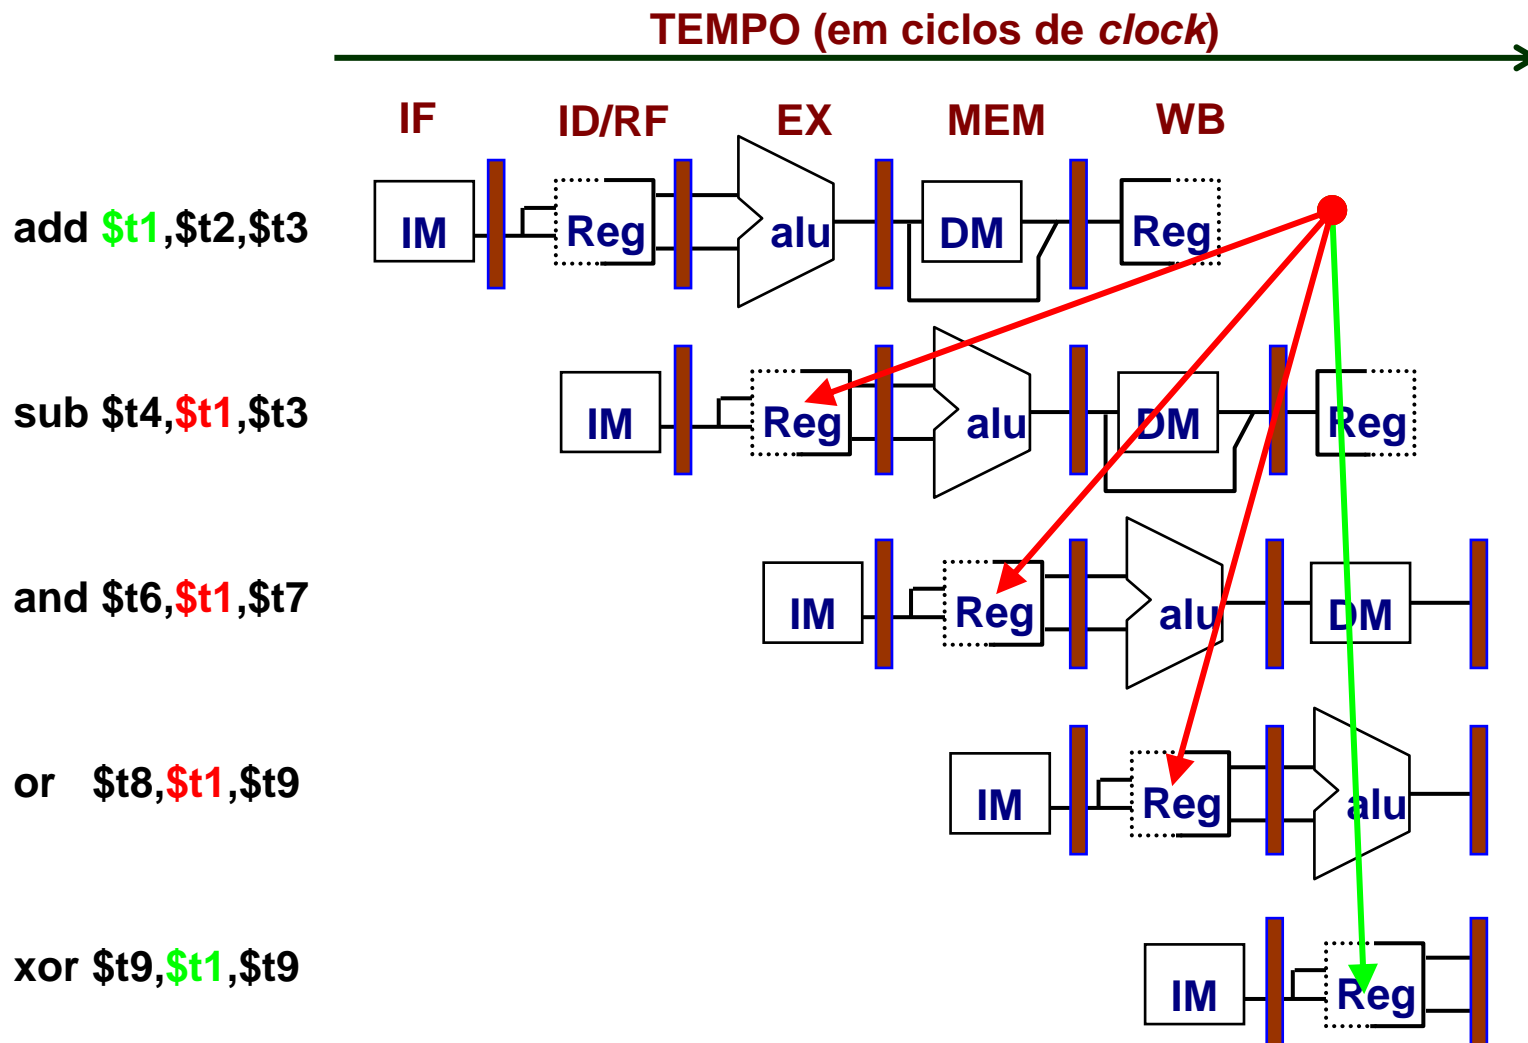 TEMPO (em ciclos de clock)
IF ID/RF EX MEM WB
add $t1,$t2,$t3 IM Reg alu DM Reg
sub $t4,$t1,$t3 IM Reg alu DM Reg
and $t6,$t1,$t7 IM Reg alu DM
or $t8,$t1,$t9 IM Reg alu
xor $t9,$t1,$t9 IM Reg